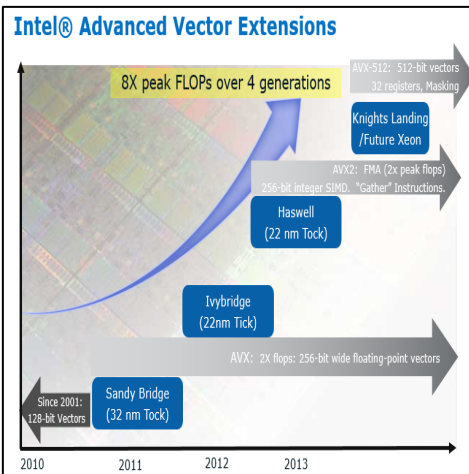 Intel® Advanced Vector Extensions
8X peak FLOPs over 4 generations
AVX-512: 512-bit vectors
32 registers, Masking
Knights Landing
/Future Xeon
AVX2: FMA (2x peak flops)
256-bit integer SIMD. "Gather" Instructions.
Haswell
(22 nm Tock)
Ivybridge
(22nm Tick)
AVX: 2X flops: 256-bit wide floating-point vectors
Since 2001:
128-bit Vectors
Sandy Bridge
(32 nm Tock)
2010 2011 2012 2013